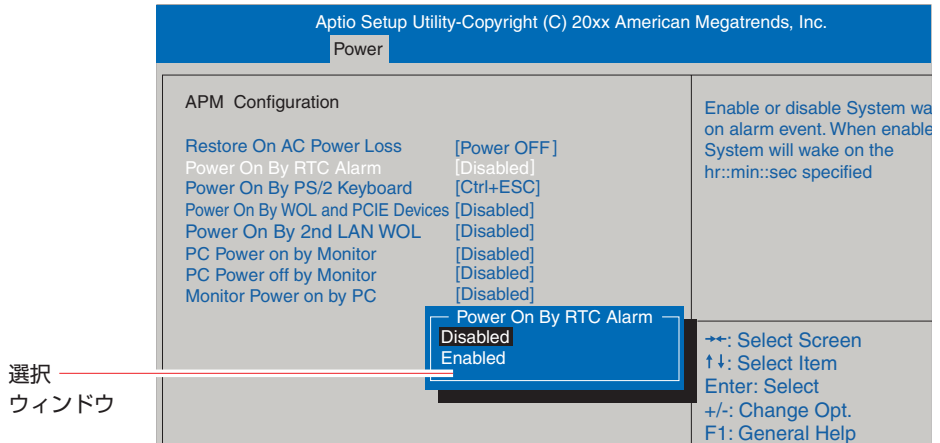 Aptio Setup Utility-Copyright (C) 20xx American Megatrends, Inc.
Power
APM Configuration
Restore On AC Power Loss [Power OFF]
Power On By RTC Alarm [Disabled]
Power On By PS/2 Keyboard [Ctrl+ESC]
Power On By WOL and PCIE Devices [Disabled]
Power On By 2nd LAN WOL [Disabled]
PC Power on by Monitor [Disabled]
PC Power off by Monitor [Disabled]
Monitor Power on by PC [Disabled]
Power On By RTC Alarm
Disabled
Enabled
選択
ウィンドウ
Enable or disable System wa
on alarm event. When enable
System will wake on the
hr::min::sec specified
→←: Select Screen
↑↓: Select Item
Enter: Select
+/-: Change Opt.
F1: General Help